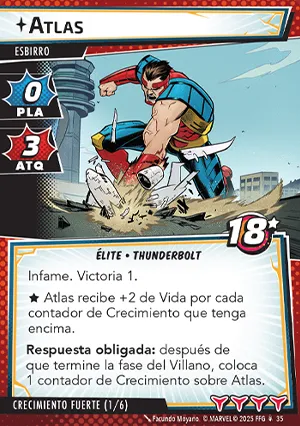 ATLAS
ESBIRRO
0
PLA
3
ATQ
18★
ÉLITE • THUNDERBOLT
Infame. Victoria 1.
★ Atlas recibe +2 de Vida por cada
contador de Crecimiento que tenga
encima.
Respuesta obligada: después de
que termine la fase del Villano, coloca
1 contador de Crecimiento sobre Atlas.
CRECIMIENTO FUERTE (1/6)
Facundo Moyano. © MARVEL © 2025 FFG 35